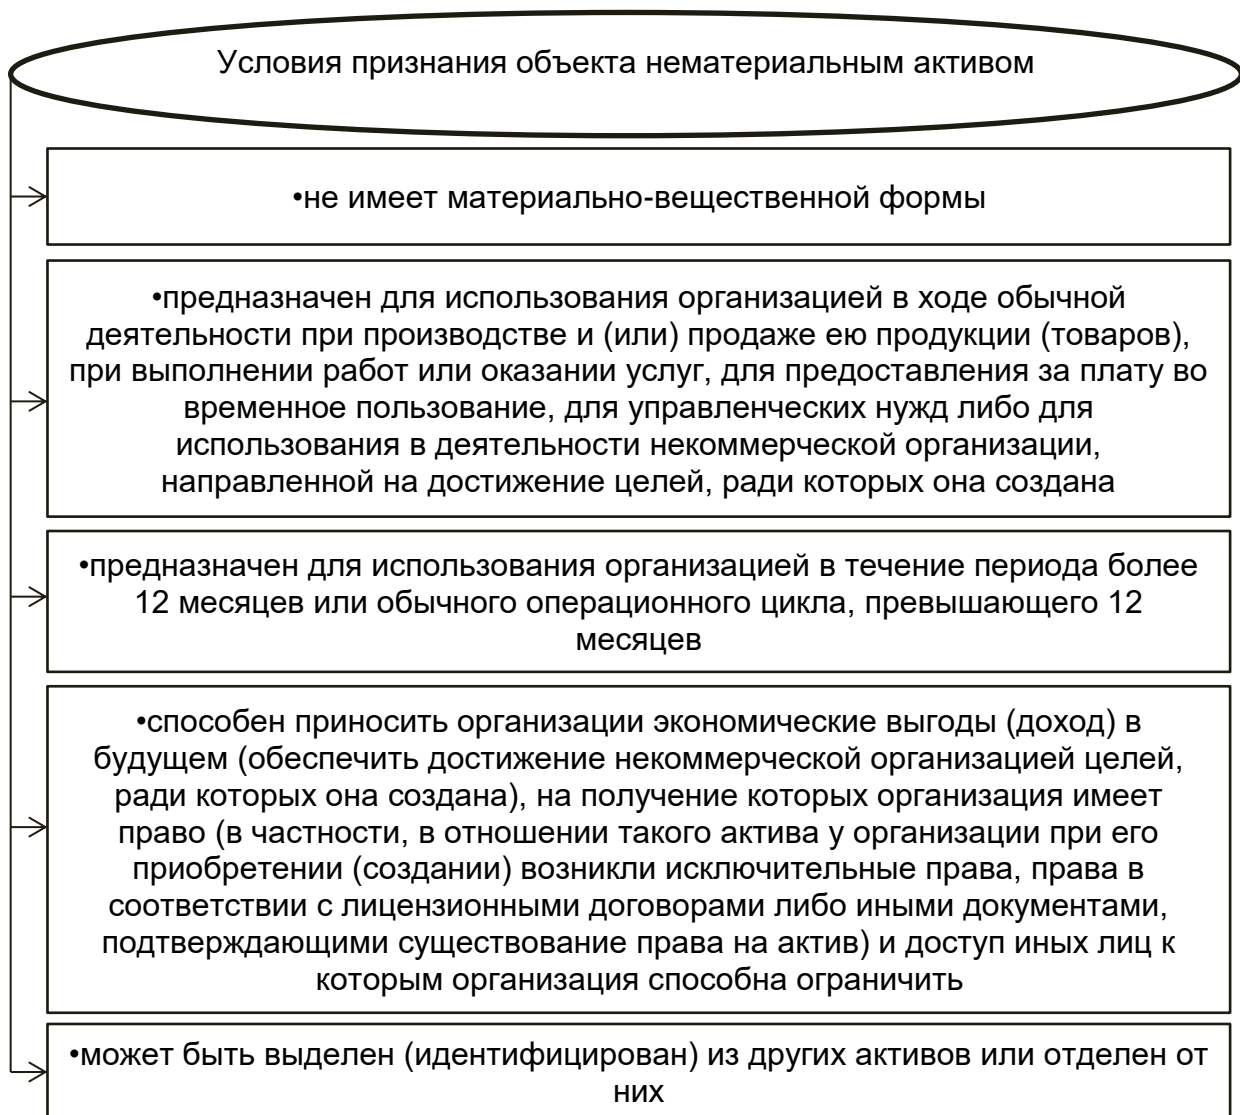 Условия признания объекта нематериальным активом
•не имеет материально-вещественной формы
•предназначен для использования организацией в ходе обычной
деятельности при производстве и (или) продаже ею продукции (товаров),
при выполнении работ или оказании услуг, для предоставления за плату во
временное пользование, для управленческих нужд либо для
использования в деятельности некоммерческой организации,
направленной на достижение целей, ради которых она создана
•предназначен для использования организацией в течение периода более
12 месяцев или обычного операционного цикла, превышающего 12
месяцев
•способен приносить организации экономические выгоды (доход) в
будущем (обеспечить достижение некоммерческой организацией целей,
ради которых она создана), на получение которых организация имеет
право (в частности, в отношении такого актива у организации при его
приобретении (создании) возникли исключительные права, права в
соответствии с лицензионными договорами либо иными документами,
подтверждающими существование права на актив) и доступ иных лиц к
которым организация способна ограничить
•может быть выделен (идентифицирован) из других активов или отделен от
них